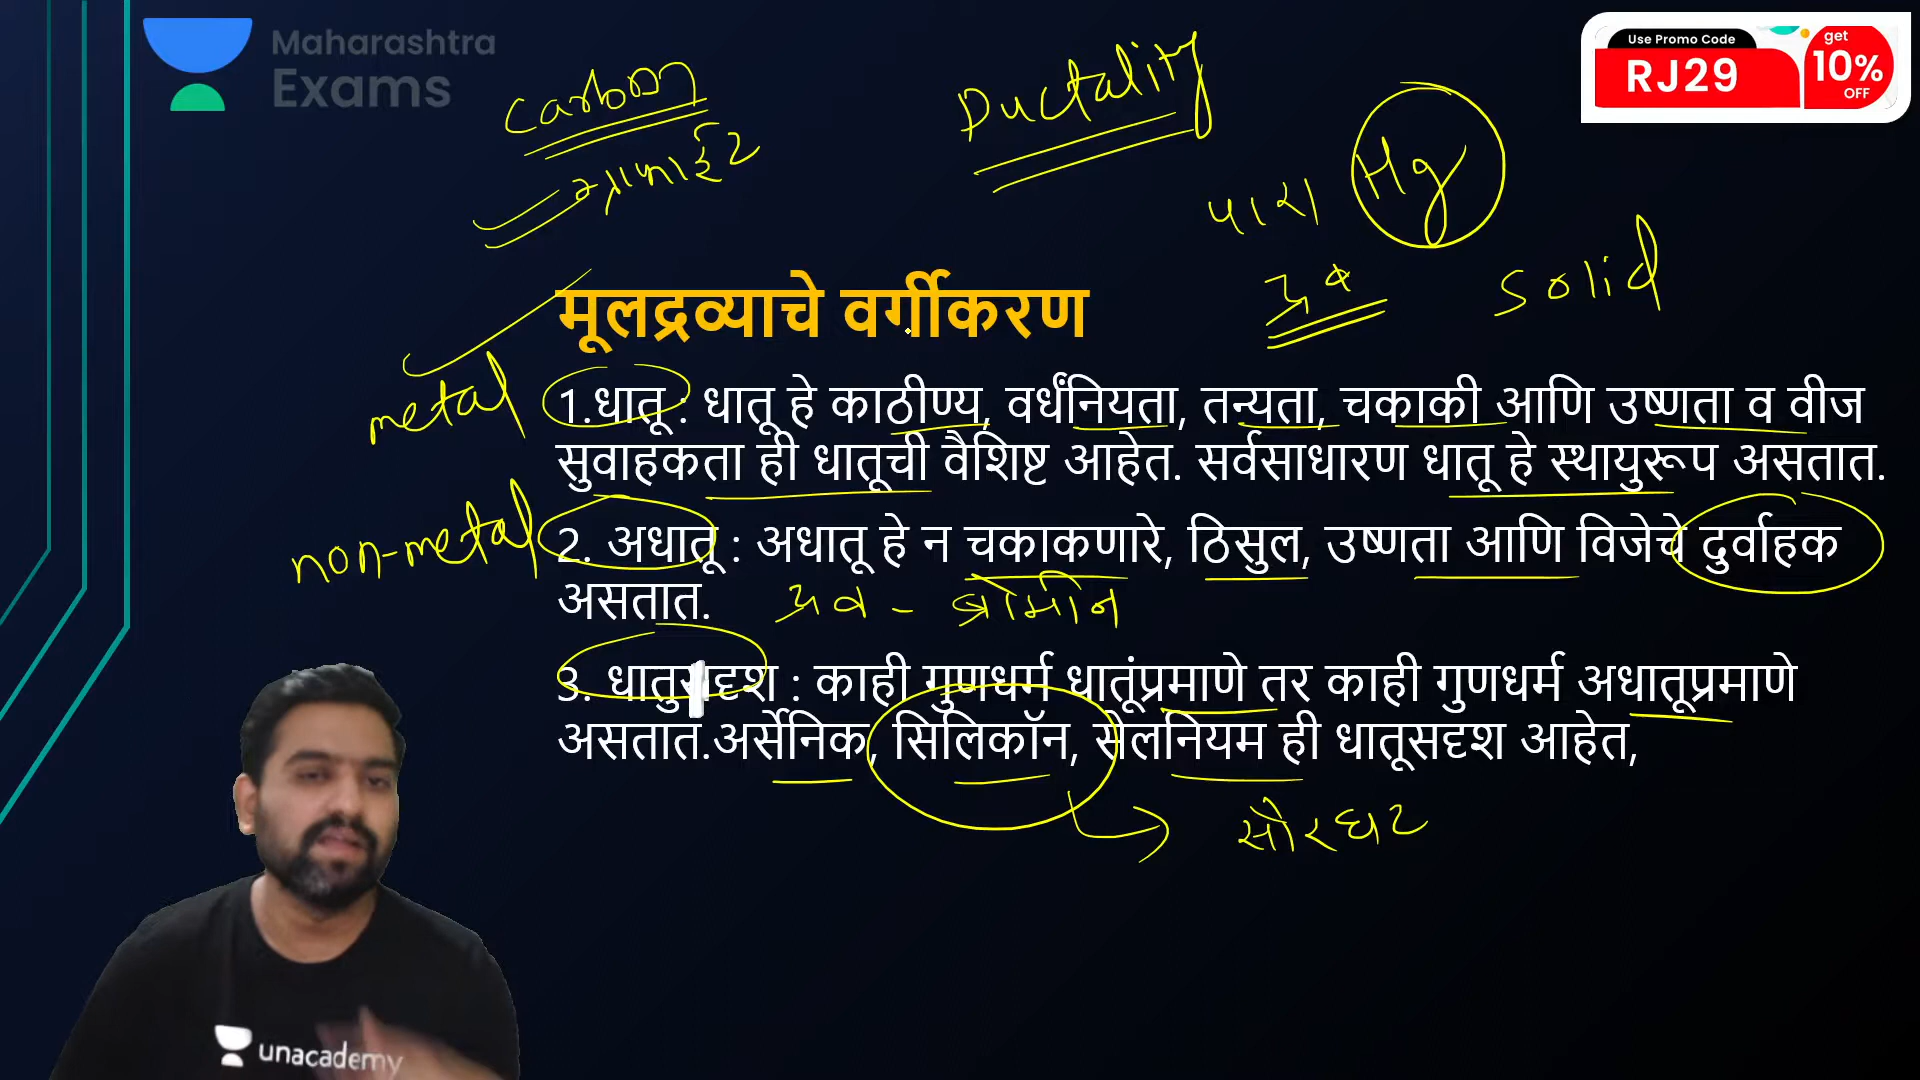 Maharashtra
Exams
Use Promo Code
RJ29
get
10%
OFF
Carbon
ग्राफाईट
Ductality
पारा Hg
द्रव
Solid
मूलद्रव्याचे वर्गीकरण
metal
1.धातू : धातू हे काठीण्य, वर्धंनियता, तन्यता, चकाकी आणि उष्णता व वीज
सुवाहकता ही धातूची वैशिष्ट आहेत. सर्वसाधारण धातू हे स्थायुरूप असतात.
non-metal
2. अधातू : अधातू हे न चकाकणारे, ठिसुल, उष्णता आणि विजेचे दुर्वाहक
असतात.
द्रव - ब्रोमीन
3. धातुसदृश : काही गुणधर्म धातूंप्रमाणे तर काही गुणधर्म अधातूप्रमाणे
असतात.अर्सेनिक, सिलिकॉन, सेलनियम ही धातूसदृश आहेत,
सौरघट
unacademy